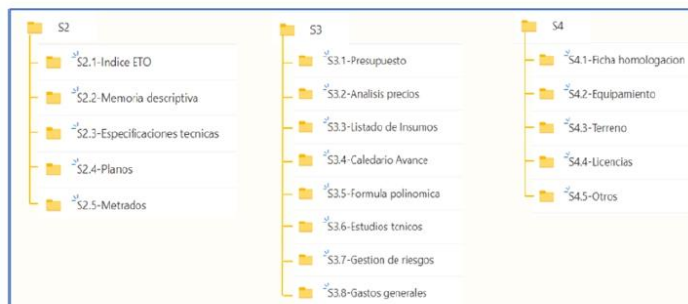 S2
S2.1-Indice ETO
S2.2-Memoria descriptiva
S2.3-Especificaciones tecnicas
S2.4-Planos
S2.5-Metrados
S3
S3.1-Presupuesto
S3.2-Analisis precios
S3.3-Listado de Insumos
S3.4-Caledario Avance
S3.5-Formula polinomica
S3.6-Estudios tcnicos
S3.7-Gestion de riesgos
S3.8-Gastos generales
S4
S4.1-Ficha homologacion
S4.2-Equipamiento
S4.3-Terreno
S4.4-Licencias
S4.5-Otros